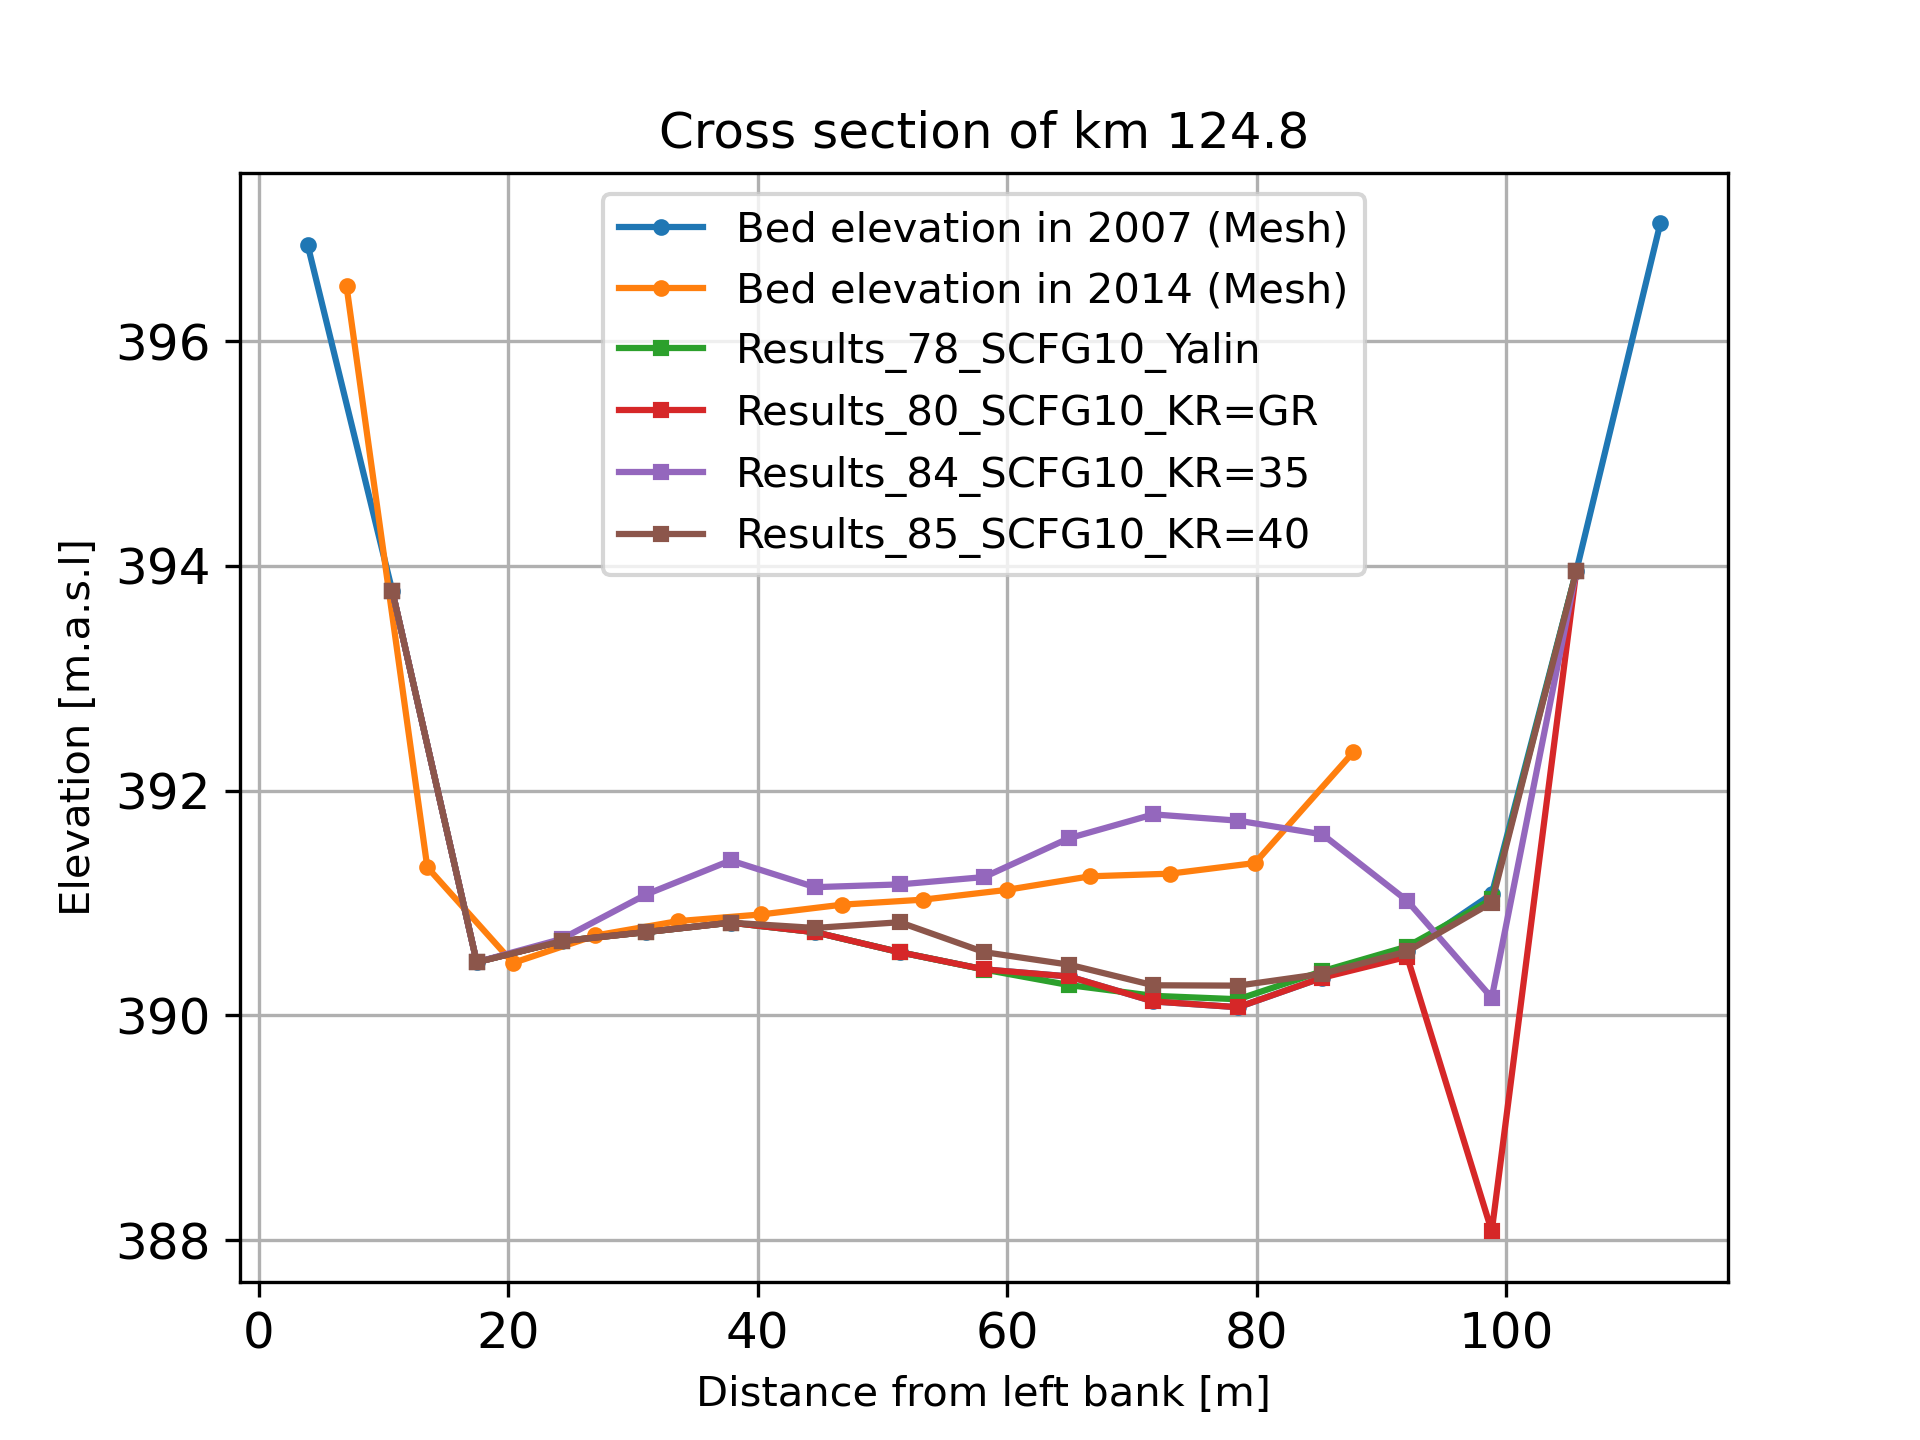 Cross section of km 124.8
Bed elevation in 2007 (Mesh)
Bed elevation in 2014 (Mesh)
Results_78_SCFG10_Yalin
Results_80_SCFG10_KR=GR
Results_84_SCFG10_KR=35
Results_85_SCFG10_KR=40
Elevation [m.a.s.l]
396
394
392
390
388
0 20 40 60 80 100
Distance from left bank [m]